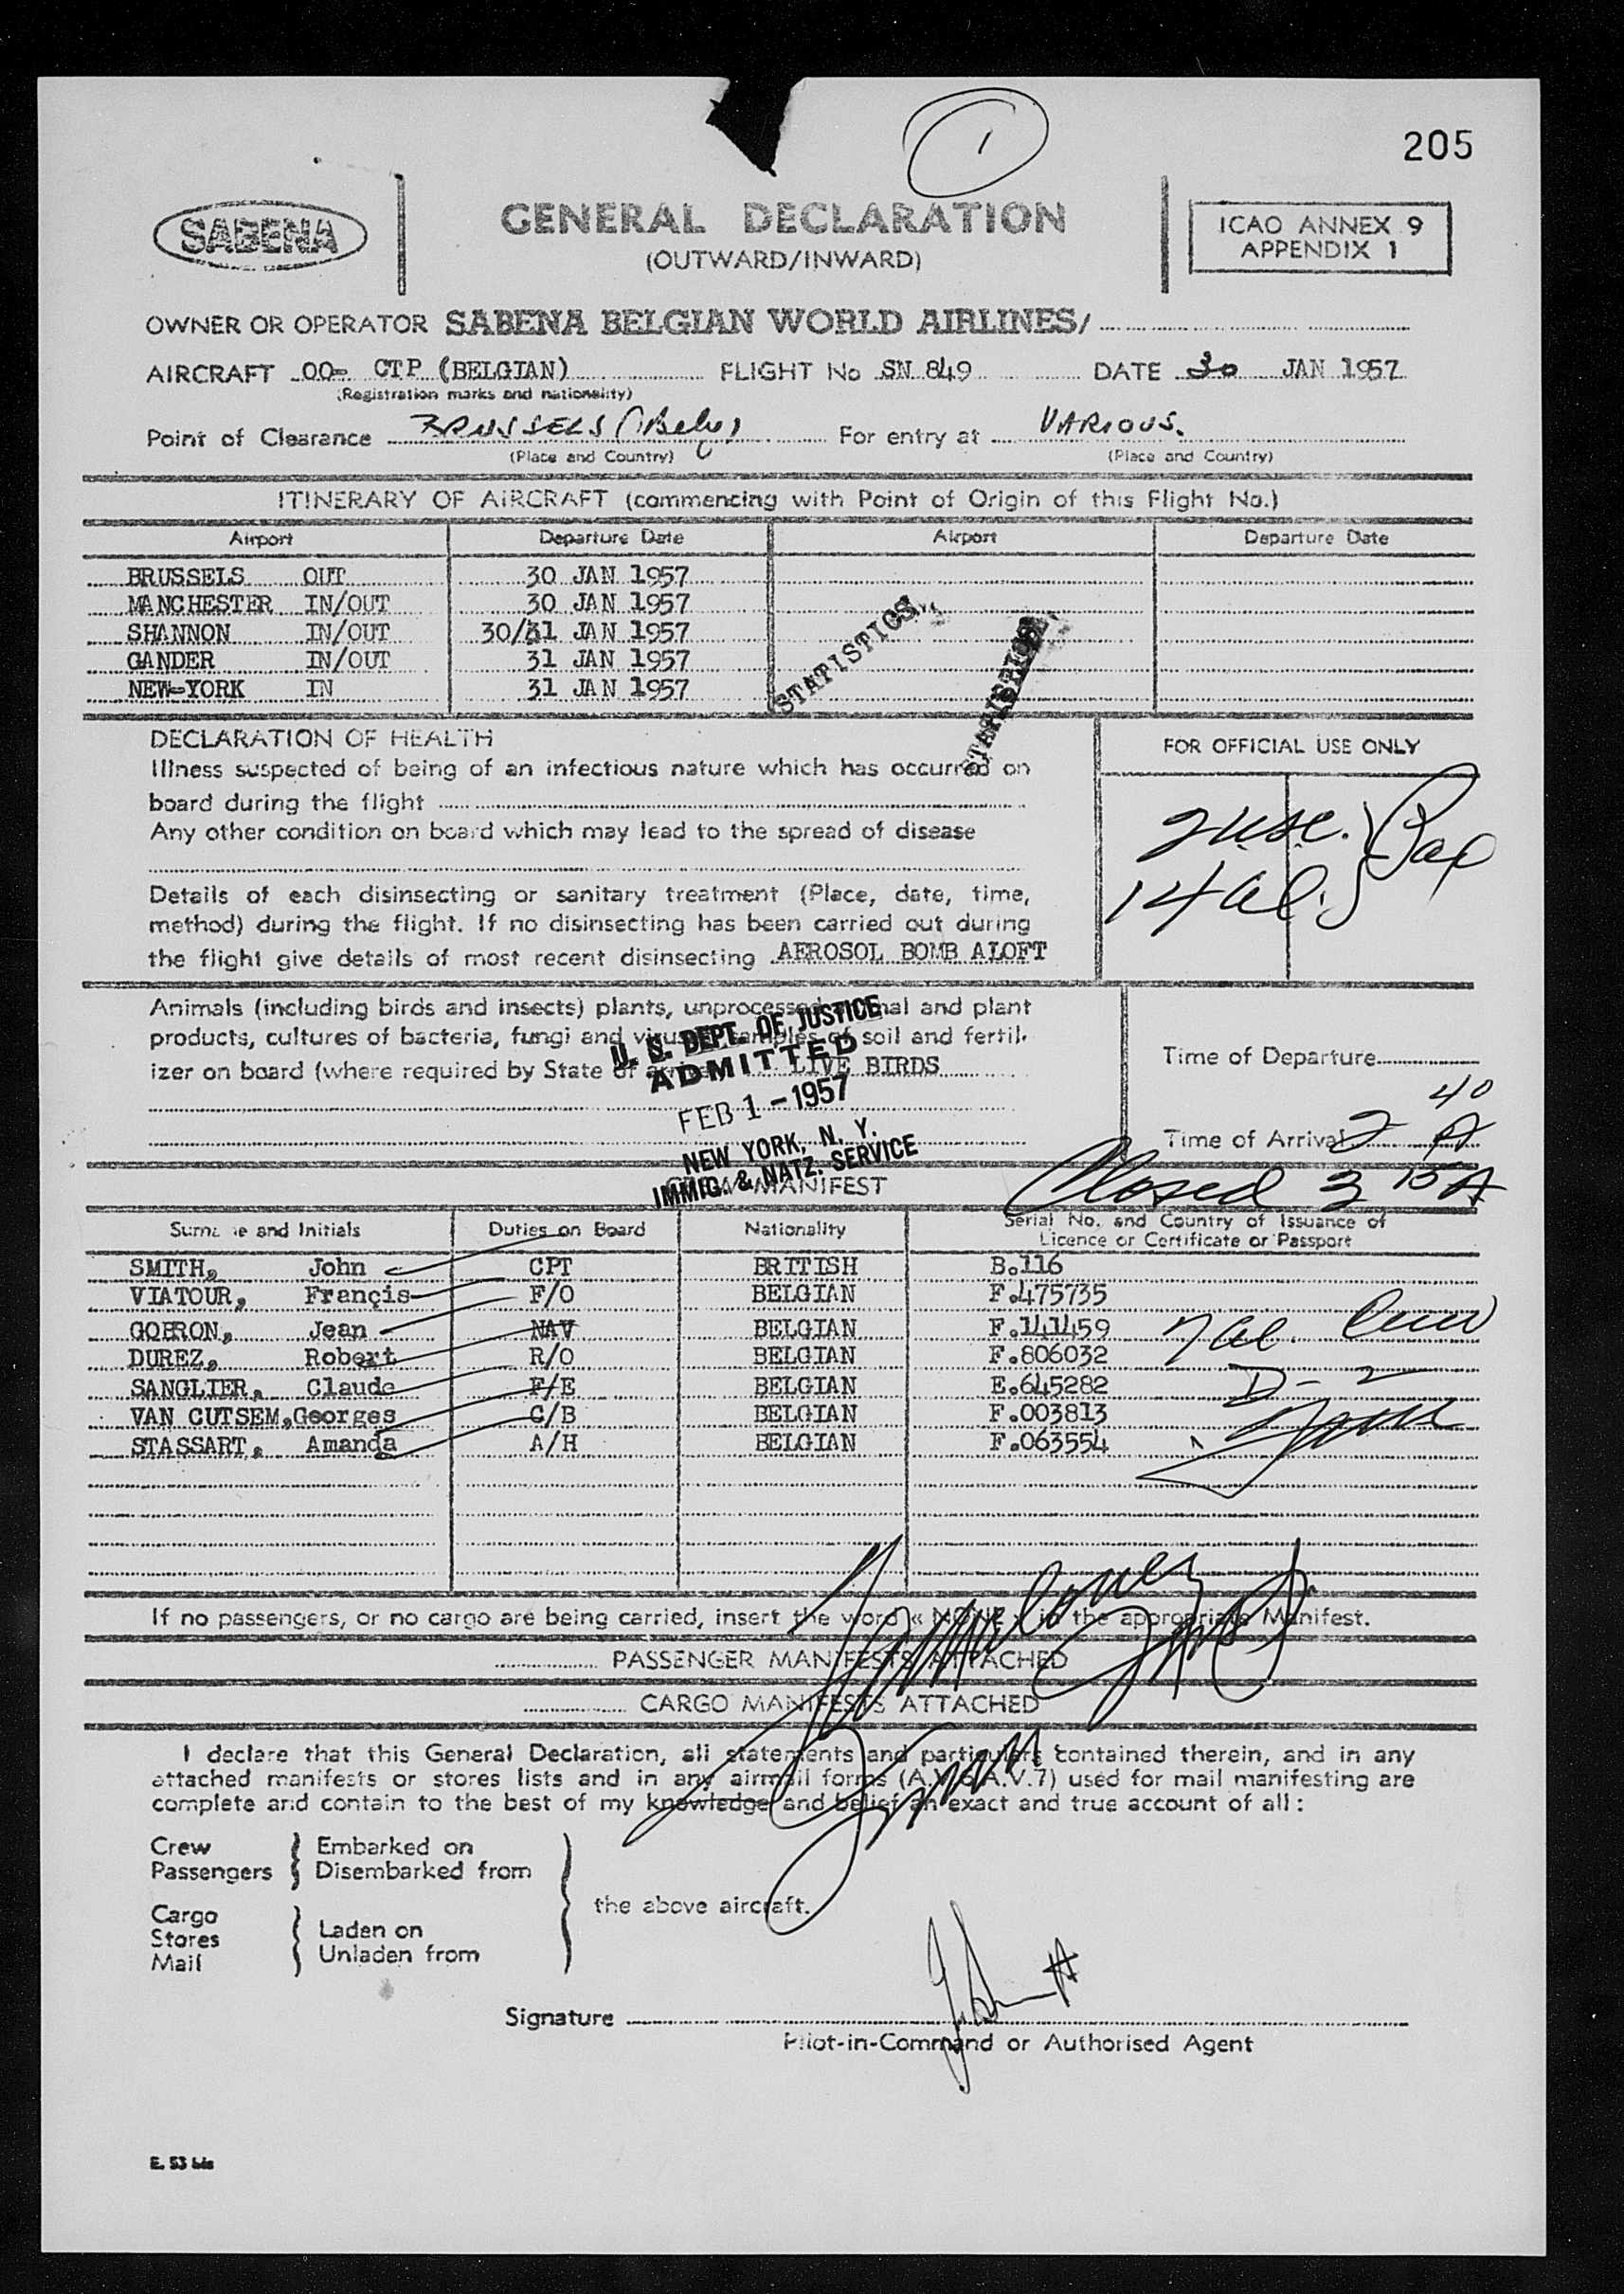 1
205
SABENA
GENERAL DECLARATION
(OUTWARD/INWARD)
ICAO ANNEX 9
APPENDIX 1
OWNER OR OPERATOR SABENA BELGIAN WORLD AIRLINES/
AIRCRAFT OO- CTP (BELGIAN) FLIGHT No SN 849 DATE 30 JAN 1957
(Registration marks and nationality)
Point of Clearance BRUSSELS (Belg) For entry at VARIOUS.
(Place and Country) (Place and Country)
ITINERARY OF AIRCRAFT (commencing with Point of Origin of this Flight No.)
Airport Departure Date Airport Departure Date
BRUSSELS OUT 30 JAN 1957
MANCHESTER IN/OUT 30 JAN 1957
SHANNON IN/OUT 30/31 JAN 1957
GANDER IN/OUT 31 JAN 1957
NEW-YORK IN 31 JAN 1957
STATISTICS
DECLARATION OF HEALTH
Illness suspected of being of an infectious nature which has occurred on
board during the flight
Any other condition on board which may lead to the spread of disease
Details of each disinsecting or sanitary treatment (Place, date, time,
method) during the flight. If no disinsecting has been carried out during
the flight give details of most recent disinsecting AEROSOL BOMB ALOFT
FOR OFFICIAL USE ONLY
14 al.
Animals (including birds and insects) plants, unprocessed animal and plant
products, cultures of bacteria, fungi and viruses samples of soil and fertil-
izer on board (where required by State of LIVE BIRDS
U. S. DEPT. OF JUSTICE
ADMITTED
FEB 1 - 1957
NEW YORK, N. Y.
IMMIG. & NATZ. SERVICE
Time of Departure
Time of Arrival 2 40 A
Closed 3 15 A
MANIFEST
Surname and Initials Duties on Board Nationality Serial No. and Country of Issuance of
Licence or Certificate or Passport
SMITH, John CPT BRITISH B.116
VIATOUR, Françis F/O BELGIAN F.475735
GOBRON, Jean NAV BELGIAN F.141459
DUREZ, Robert R/O BELGIAN F.806032
SANGLIER, Claude F/E BELGIAN E.645282
VAN CUTSEM,Georges C/B BELGIAN F.003813
STASSART, Amanda A/H BELGIAN F.063554
D-2
If no passengers, or no cargo are being carried, insert the word « NONE » in the appropriate Manifest.
PASSENGER MANIFESTS ATTACHED
CARGO MANIFESTS ATTACHED
I declare that this General Declaration, all statements and particulars contained therein, and in any
attached manifests or stores lists and in any airmail forms (A.V.6 A.V.7) used for mail manifesting are
complete and contain to the best of my knowledge and belief an exact and true account of all :
Crew
Passengers
Embarked on
Disembarked from
Cargo
Stores
Mail
Laden on
Unladen from
the above aircraft.
Signature
Pilot-in-Command or Authorised Agent
E. 53 bis